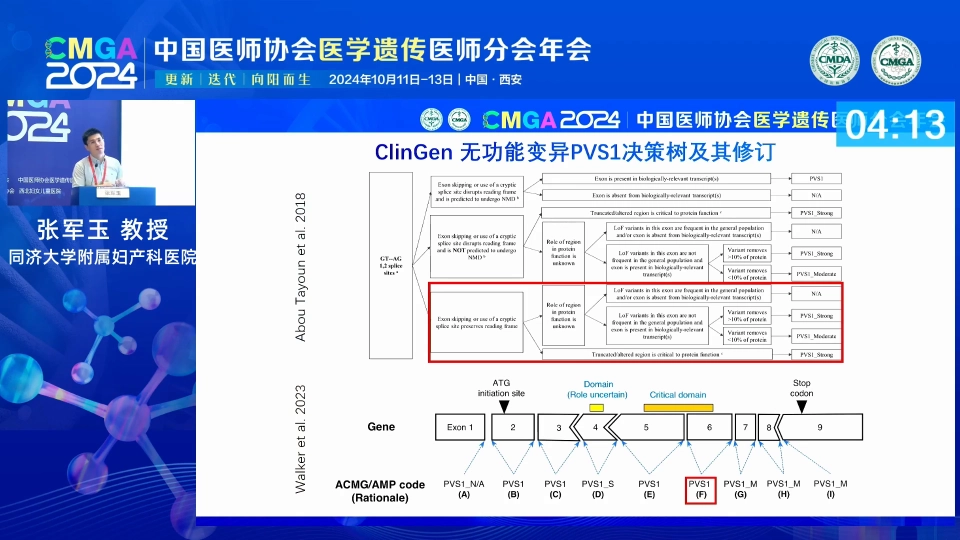 CMGA 2024
中国医师协会医学遗传医师分会年会
更新 | 迭代 | 向阳而生
2024年10月11日-13日 | 中国·西安
CMDA
CMGA
CMGA 2024 中国医师协会医学遗传医
04:13
024
张军玉 教授
同济大学附属妇产科医院
ClinGen 无功能变异PVS1决策树及其修订
Abou Tayoun et al. 2018
GT–AG
1,2 splice
sites a
Exon skipping or use of a cryptic
splice site disrupts reading frame
and is predicted to undergo NMD b
Exon is present in biologically-relevant transcript(s)
PVS1
Exon is absent from biologically-relevant transcript(s)
N/A
Exon skipping or use of a cryptic
splice site disrupts reading frame
and is NOT predicted to undergo
NMD b
Truncated/altered region is critical to protein function c
PVS1_Strong
Role of region
in protein
function is
unknown
LoF variants in this exon are frequent in the general population
and/or exon is absent from biologically-relevant transcript(s)
N/A
LoF variants in this exon are not
frequent in the general population
and exon is present in biologically-relevant
transcript(s)
Variant removes
>10% of protein
PVS1_Strong
Variant removes
<10% of protein
PVS1_Moderate
Exon skipping or use of a cryptic
splice site preserves reading frame
Role of region
in protein
function is
unknown
LoF variants in this exon are frequent in the general population
and/or exon is absent from biologically-relevant transcript(s)
N/A
LoF variants in this exon are not
frequent in the general population
and exon is present in biologically-relevant
transcript(s)
Variant removes
>10% of protein
PVS1_Strong
Variant removes
<10% of protein
PVS1_Moderate
Truncated/altered region is critical to protein function c
PVS1_Strong
Walker et al. 2023
ATG
initiation site
Domain
(Role uncertain)
Critical domain
Stop
codon
Gene
Exon 1 2 3 4 5 6 7 8 9
ACMG/AMP code
(Rationale)
PVS1_N/A PVS1 PVS1 PVS1_S PVS1 PVS1 PVS1_M PVS1_M PVS1_M
(A) (B) (C) (D) (E) (F) (G) (H) (I)